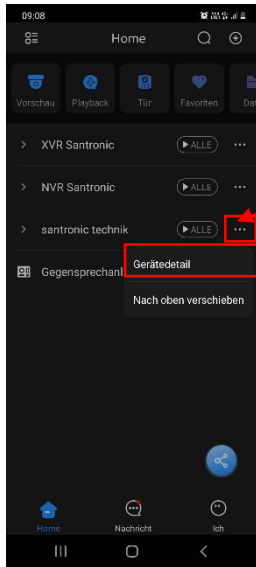 09:08
Home
Vorschau Playback Tür Favoriten Dat
XVR Santronic ALLE
NVR Santronic ALLE
santronic technik ALLE
Gegensprechanl
Gerätedetail
Nach oben verschieben
Home Nachricht Ich